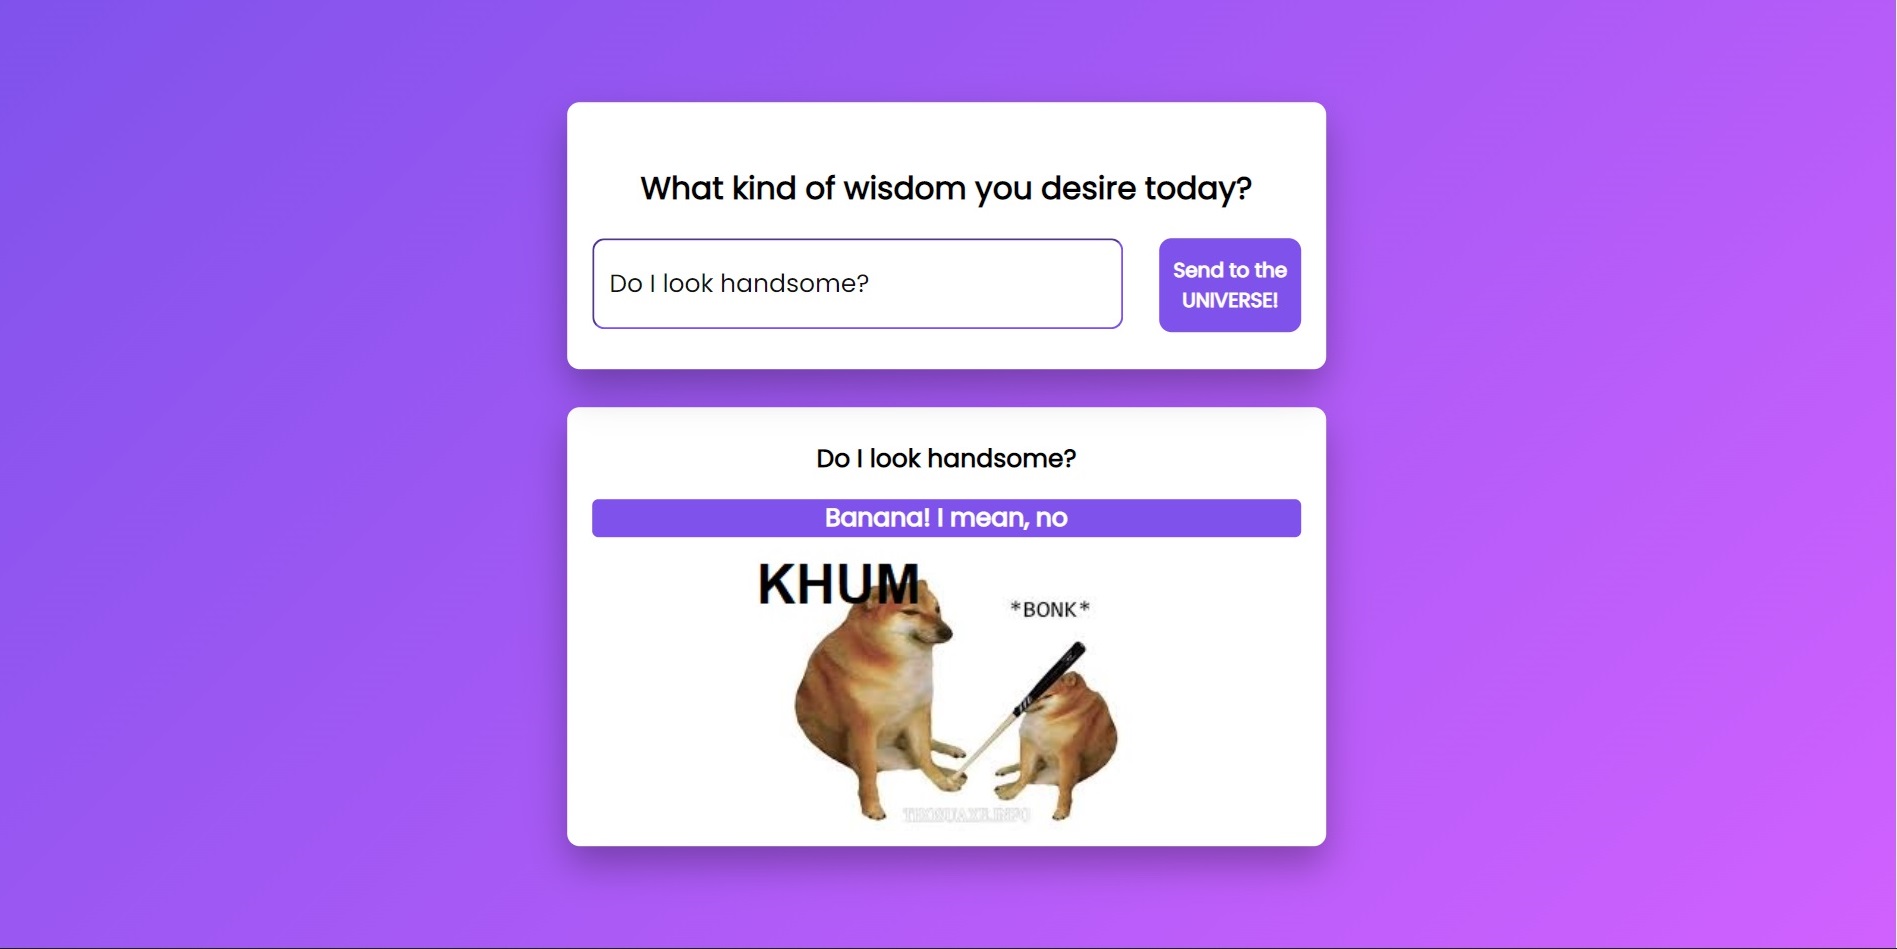 What kind of wisdom you desire today?
Do I look handsome?
Send to the
UNIVERSE!
Do I look handsome?
Banana! I mean, no
KHUM
*BONK*